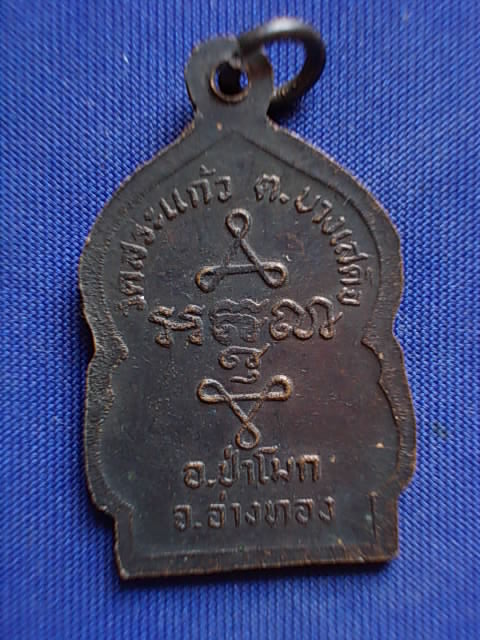 วัดสระแก้ว ต.บางเสด็จ
อ.ป่าโมก
จ.อ่างทอง